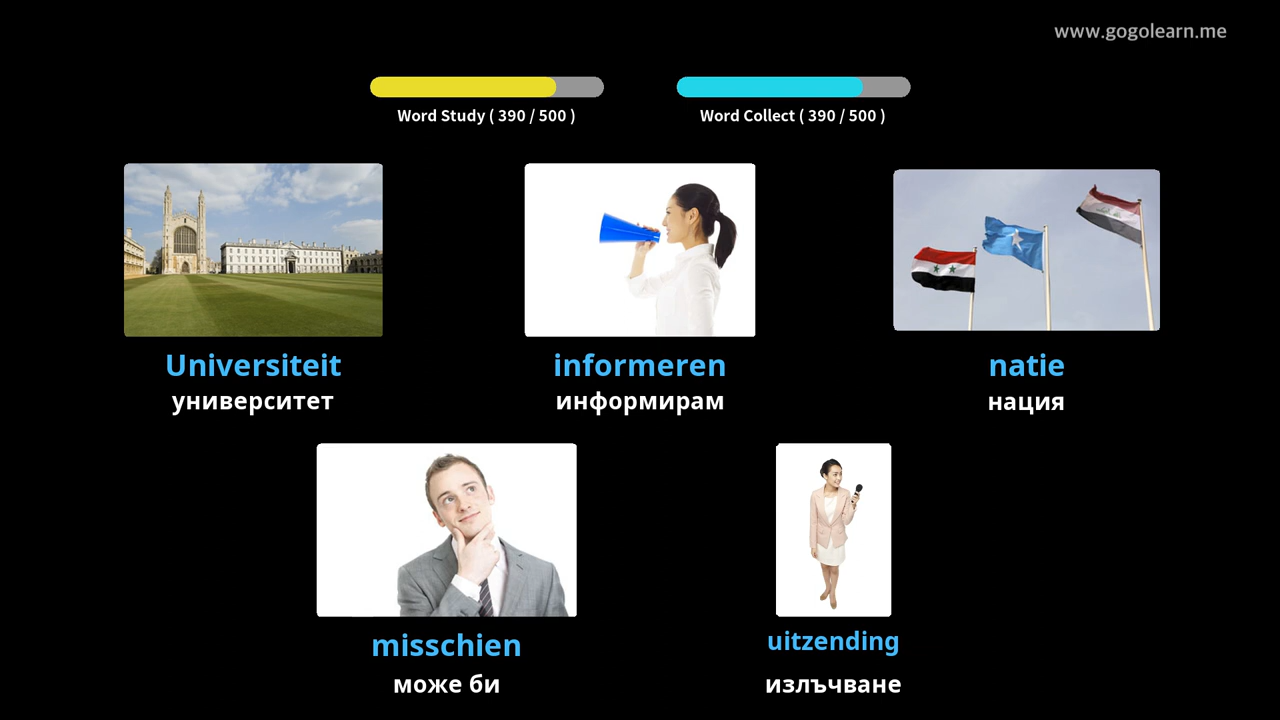 www.gogolearn.me
Word Study ( 390 / 500 )
Word Collect ( 390 / 500 )
Universiteit
университет
informeren
информирам
natie
нация
misschien
може би
uitzending
излъчване